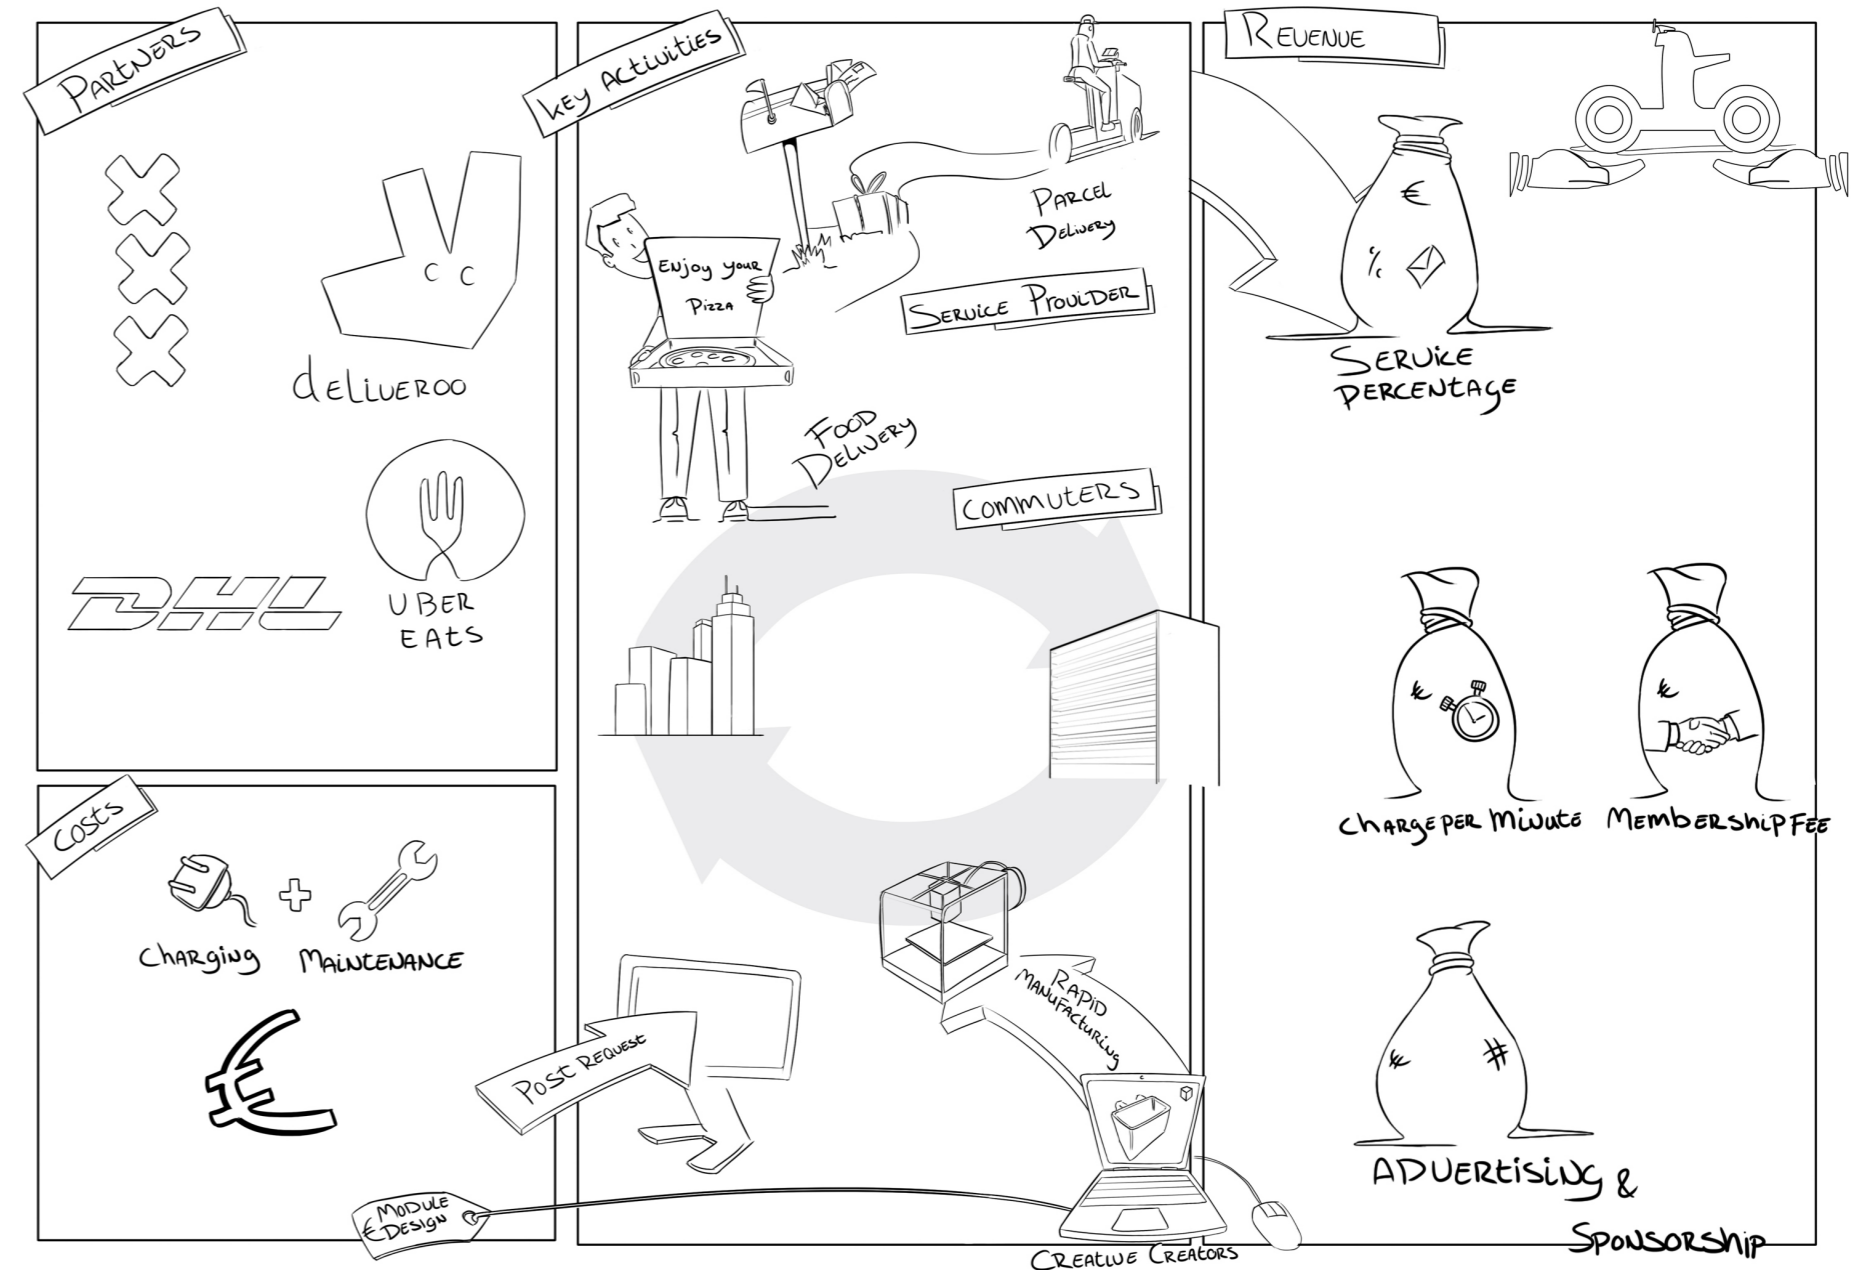 PARTNERS
deLiveroo
DHL
UBER
EAtS
Key Activities
Enjoy your
Pizza
PARCEL
Delivery
Service Provider
FOOD
Delivery
Commuters
Post Request
RAPiD
MANUFACtuRiNg
CREAtive CREAtoRS
REVENUE
€
%
SERViCE
PERCENtAgE
€
ChARgE PER MiNutE
€
MEMbERShiP FEE
€
#
ADVERtiSiNg &
SPONSORShiP
Costs
ChARgiNg
+
MAiNtENANCE
€
€ MODULE
DESigN